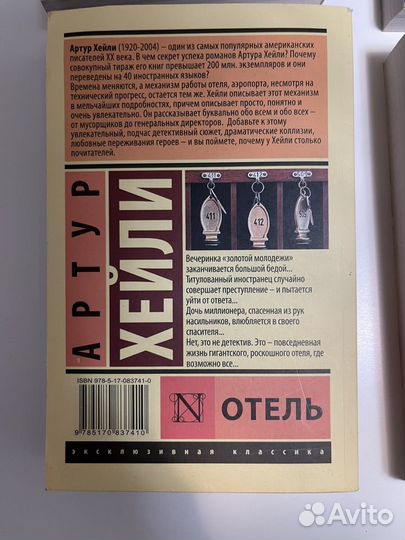 Артур Хейли (1920-2004) – один из самых популярных американских
писателей XX века. В чем секрет успеха романов Артура Хейли? Почему
совокупный тираж его книг превышает 200 млн. экземпляров и они
переведены на 40 иностранных языков?
Времена меняются, а механизм работы отеля, аэропорта, несмотря на
технический прогресс, остается тем же. Хейли описывает этот механизм
в мельчайших подробностях, причем описывает просто, понятно и
очень увлекательно. Он рассказывает буквально обо всем и обо всех –
от мусорщиков до генеральных директоров. Добавьте к этому
увлекательный, подчас детективный сюжет, драматические коллизии,
любовные переживания героев – и вы поймете, почему у Хейли столько
почитателей.
АРТУР
ХЕЙЛИ
411
412
Вечеринка «золотой молодежи»
заканчивается большой бедой...
Титулованный иностранец случайно
совершает преступление – и пытается
уйти от ответа...
Дочь миллионера, спасенная из рук
насильников, влюбляется в своего
спасителя...
Нет, это не детектив. Это – повседневная
жизнь гигантского, роскошного отеля, где
возможно все...
ISBN 978-5-17-083741-0
9 785170 837410
N
ОТЕЛЬ
эксклюзивная классика
Avito